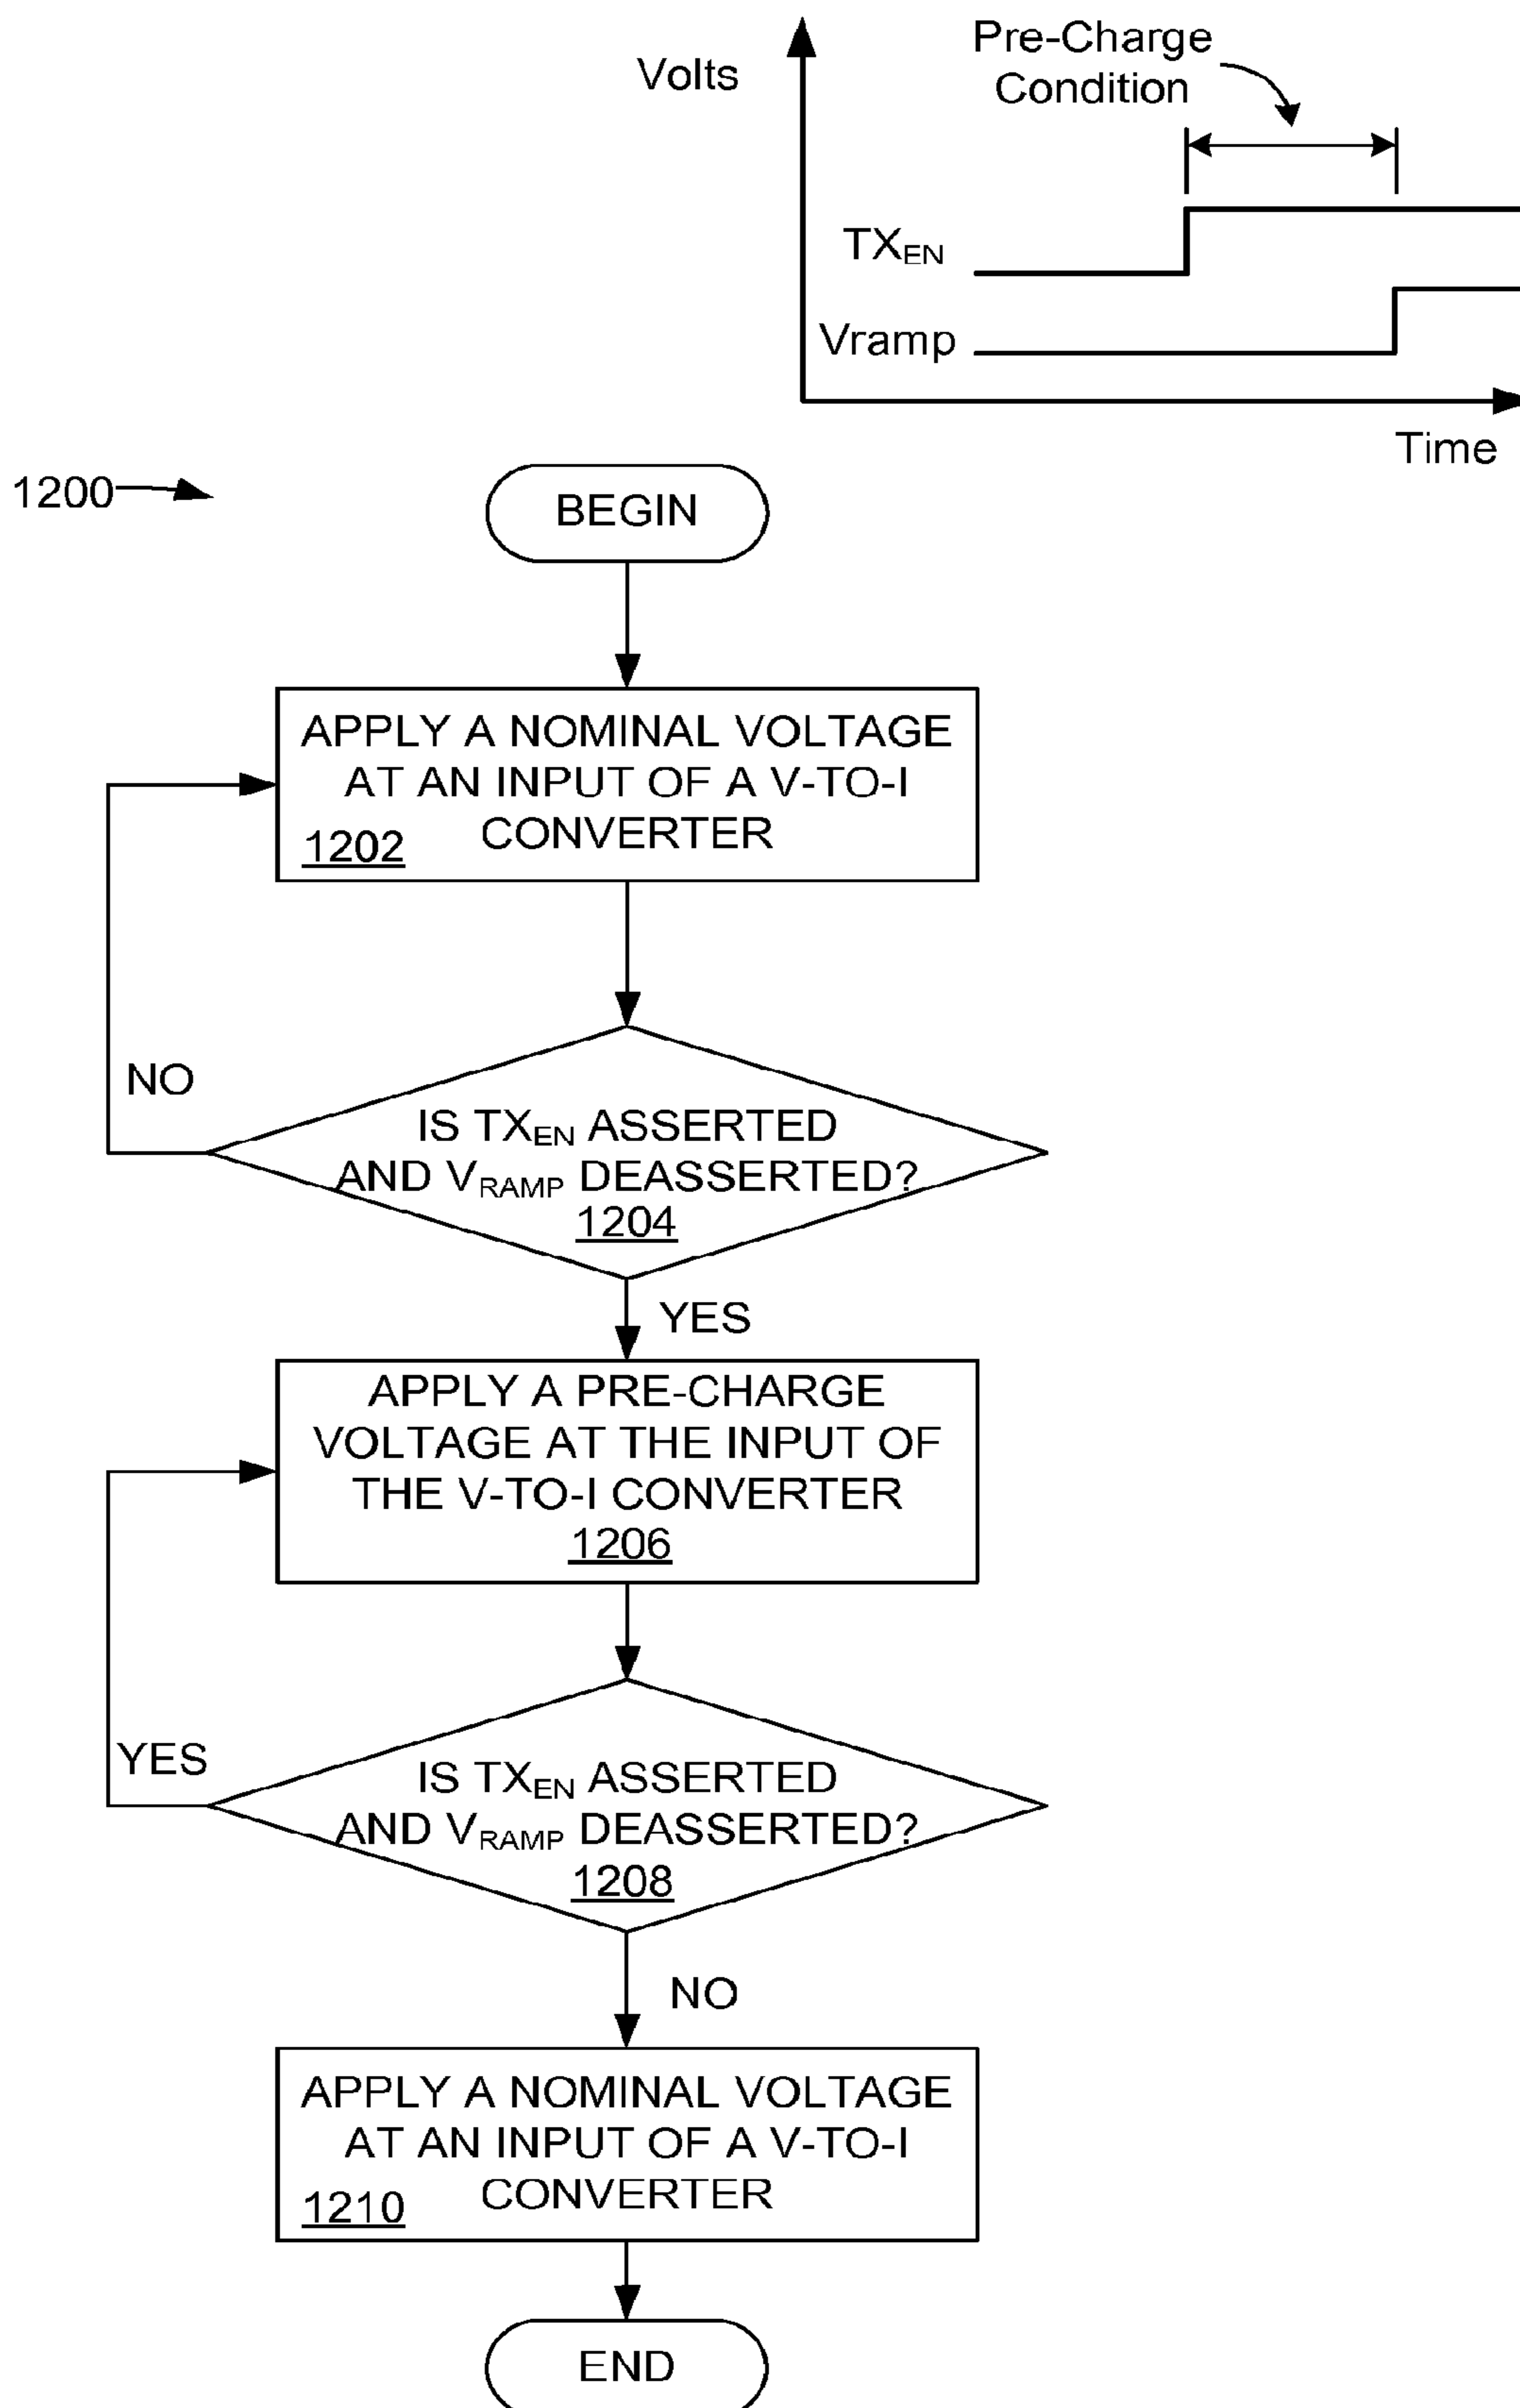 Volts
Pre-Charge
Condition
TXEN
Vramp
Time
1200
BEGIN
APPLY A NOMINAL VOLTAGE
AT AN INPUT OF A V-TO-I
CONVERTER
1202
NO
IS TXEN ASSERTED
AND VRAMP DEASSERTED?
1204
YES
APPLY A PRE-CHARGE
VOLTAGE AT THE INPUT OF
THE V-TO-I CONVERTER
1206
YES
IS TXEN ASSERTED
AND VRAMP DEASSERTED?
1208
NO
APPLY A NOMINAL VOLTAGE
AT AN INPUT OF A V-TO-I
CONVERTER
1210
END